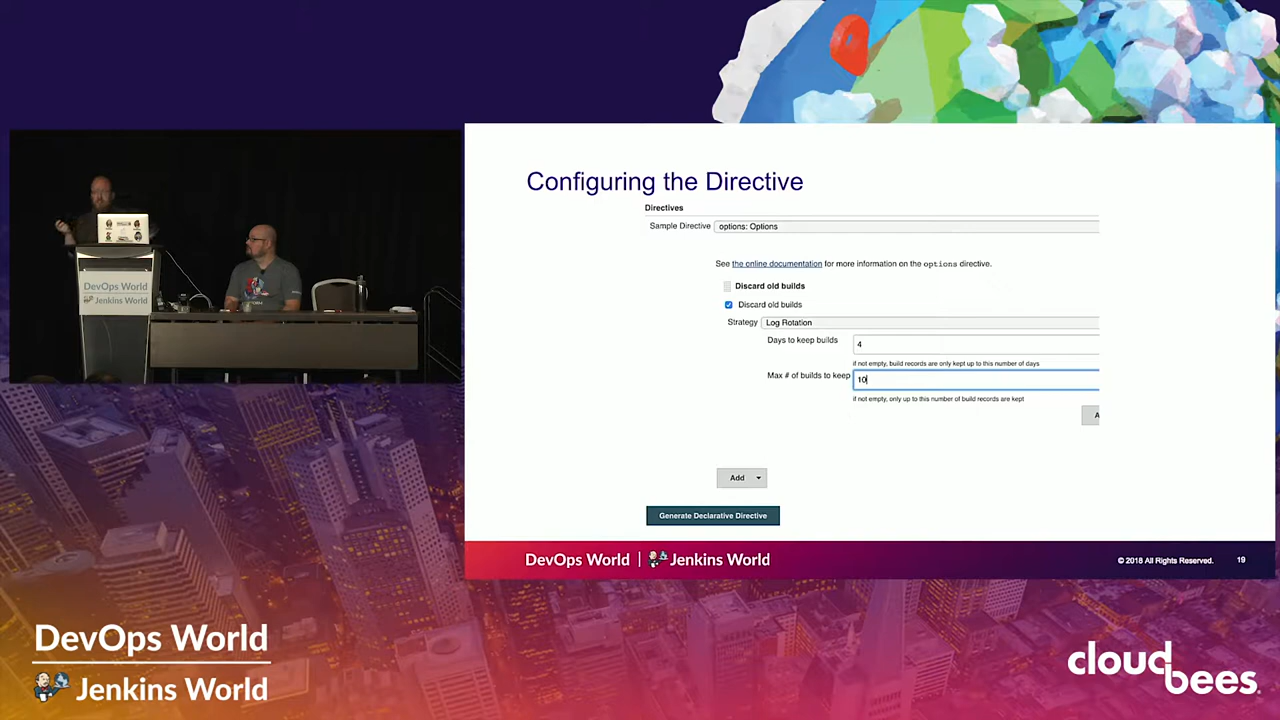 Configuring the Directive
Directives
Sample Directive options: Options
See the online documentation for more information on the options directive.
Discard old builds
Discard old builds
Strategy Log Rotation
Days to keep builds 4
if not empty, build records are only kept up to this number of days
Max # of builds to keep 10
if not empty, only up to this number of build records are kept
A
Add
Generate Declarative Directive
DevOps World | Jenkins World
© 2018 All Rights Reserved. 19
DevOps World
Jenkins World
DevOps World
Jenkins World
cloudbees.